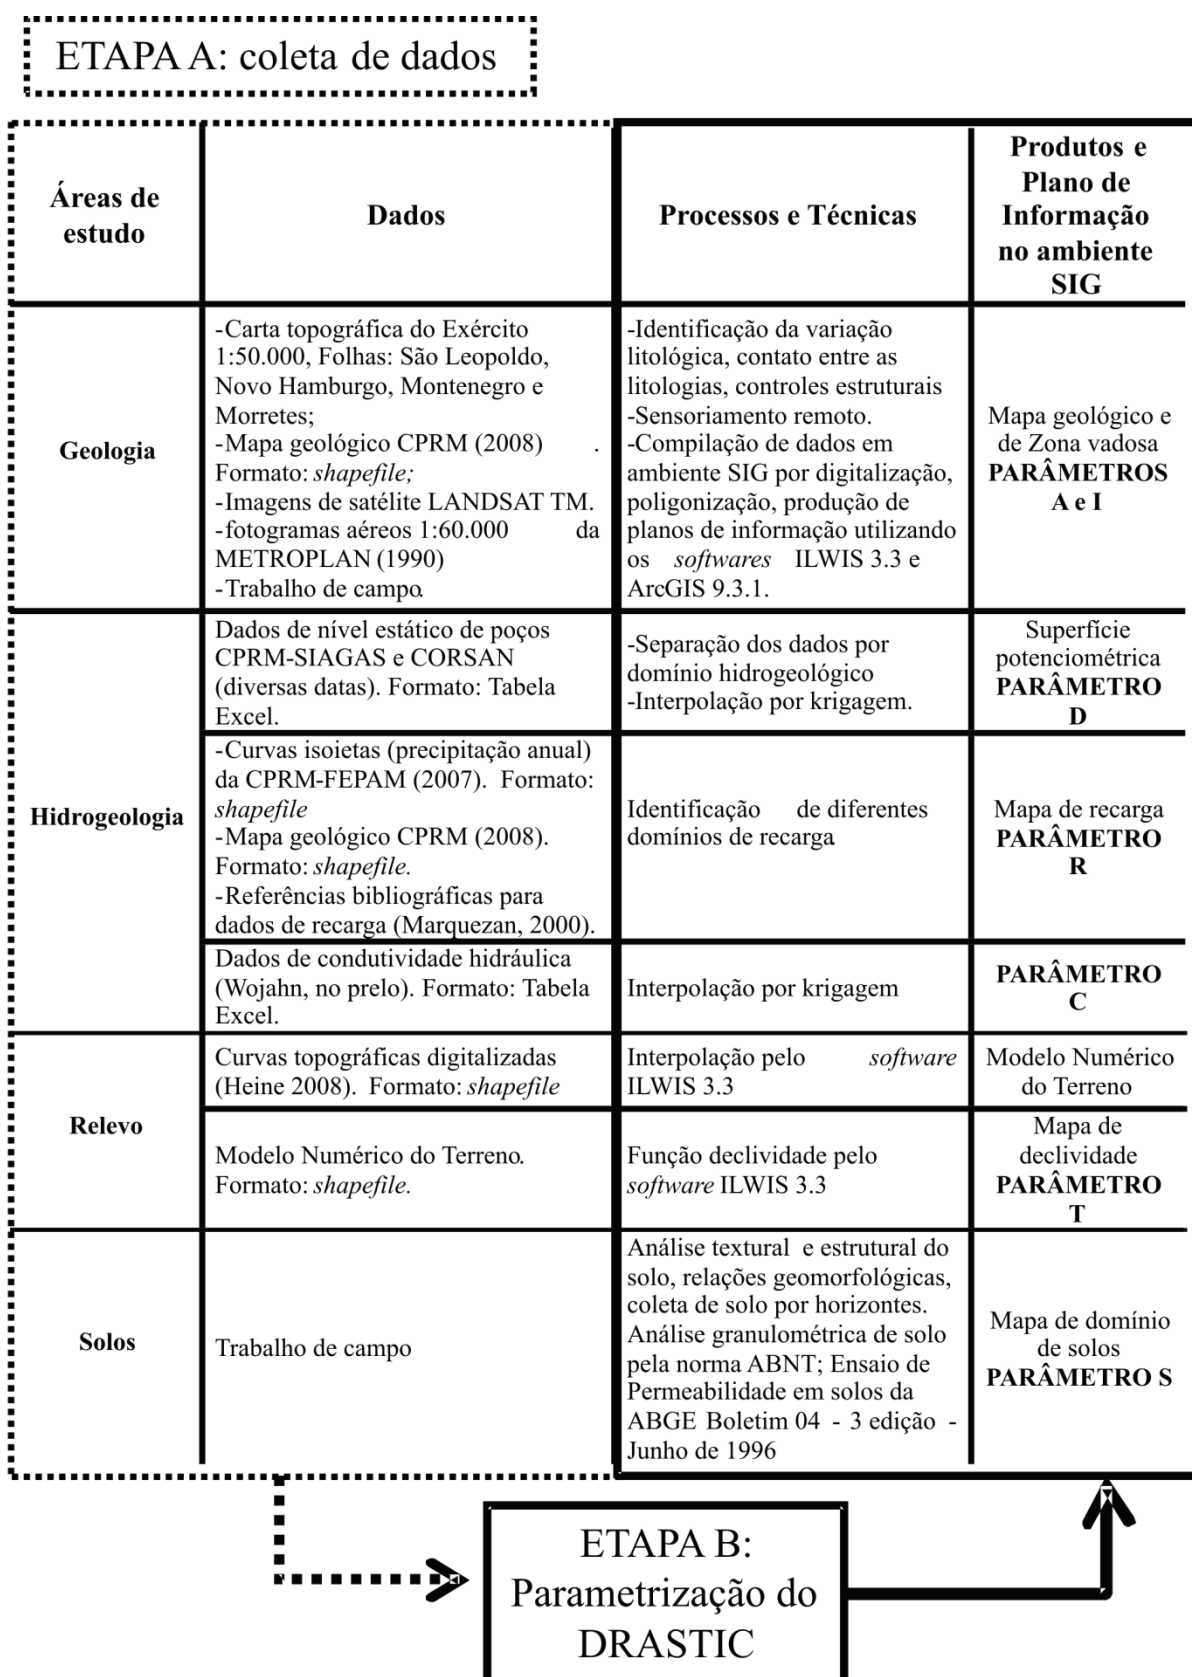 ETAPA A: coleta de dados
Áreas de
estudo
Dados
Processos e Técnicas
Produtos e
Plano de
Informação
no ambiente
SIG
Geologia
-Carta topográfica do Exército
1:50.000, Folhas: São Leopoldo,
Novo Hamburgo, Montenegro e
Morretes;
-Mapa geológico CPRM (2008) .
Formato: shapefile;
-Imagens de satélite LANDSAT TM.
-fotogramas aéreos 1:60.000 da
METROPLAN (1990)
-Trabalho de campo.
-Identificação da variação
litológica, contato entre as
litologias, controles estruturais
-Sensoriamento remoto.
-Compilação de dados em
ambiente SIG por digitalização,
poligonização, produção de
planos de informação utilizando
os softwares ILWIS 3.3 e
ArcGIS 9.3.1.
Mapa geológico e
de Zona vadosa
PARÂMETROS
A e I
Hidrogeologia
Dados de nível estático de poços
CPRM-SIAGAS e CORSAN
(diversas datas). Formato: Tabela
Excel.
-Separação dos dados por
domínio hidrogeológico
-Interpolação por krigagem.
Superfície
potenciométrica
PARÂMETRO
D
-Curvas isoietas (precipitação anual)
da CPRM-FEPAM (2007). Formato:
shapefile
-Mapa geológico CPRM (2008).
Formato: shapefile.
-Referências bibliográficas para
dados de recarga (Marquezan, 2000).
Identificação de diferentes
domínios de recarga.
Mapa de recarga
PARÂMETRO
R
Dados de condutividade hidráulica
(Wojahn, no prelo). Formato: Tabela
Excel.
Interpolação por krigagem
PARÂMETRO
C
Relevo
Curvas topográficas digitalizadas
(Heine 2008). Formato: shapefile
Interpolação pelo software
ILWIS 3.3
Modelo Numérico
do Terreno
Modelo Numérico do Terreno.
Formato: shapefile.
Função declividade pelo
software ILWIS 3.3
Mapa de
declividade
PARÂMETRO
T
Solos
Trabalho de campo
Análise textural e estrutural do
solo, relações geomorfológicas,
coleta de solo por horizontes.
Análise granulométrica de solo
pela norma ABNT; Ensaio de
Permeabilidade em solos da
ABGE Boletim 04 - 3 edição -
Junho de 1996
Mapa de domínio
de solos
PARÂMETRO S
ETAPA B:
Parametrização do
DRASTIC